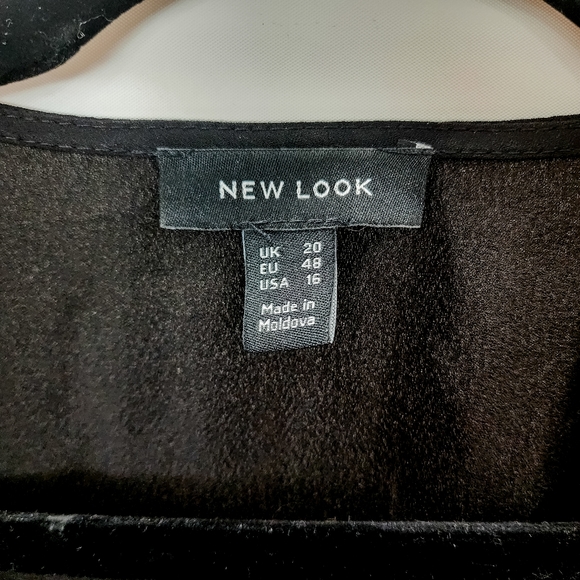 NEW LOOK
UK 20
EU 48
USA 16
Made in
Moldova